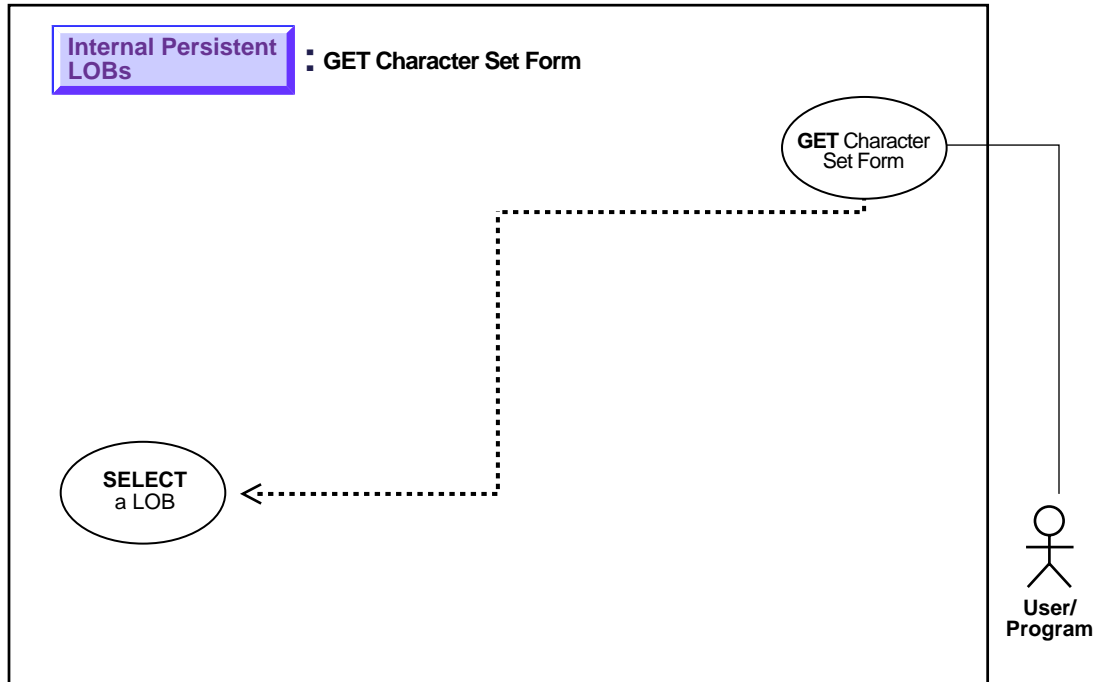 Internal Persistent
LOBs
: GET Character Set Form
GET Character
Set Form
SELECT
a LOB
User/
Program